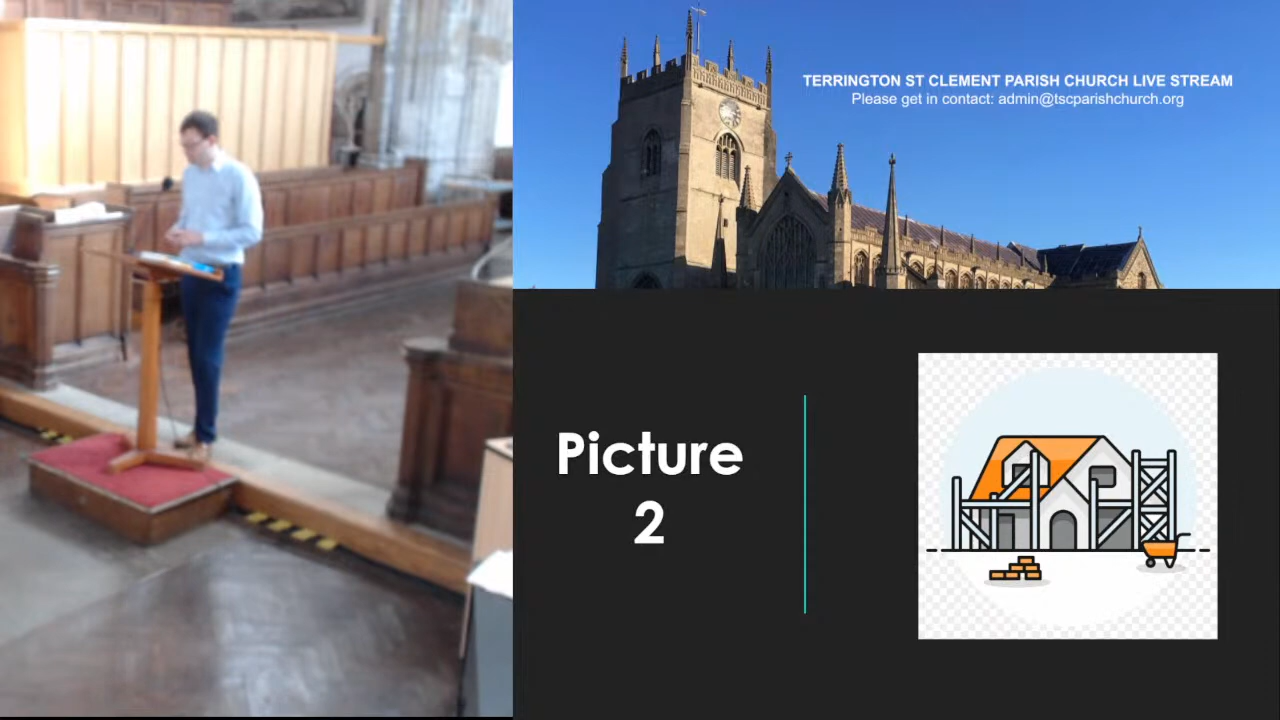 TERRINGTON ST CLEMENT PARISH CHURCH LIVE STREAM
Please get in contact: admin@tscparishchurch.org
Picture
2